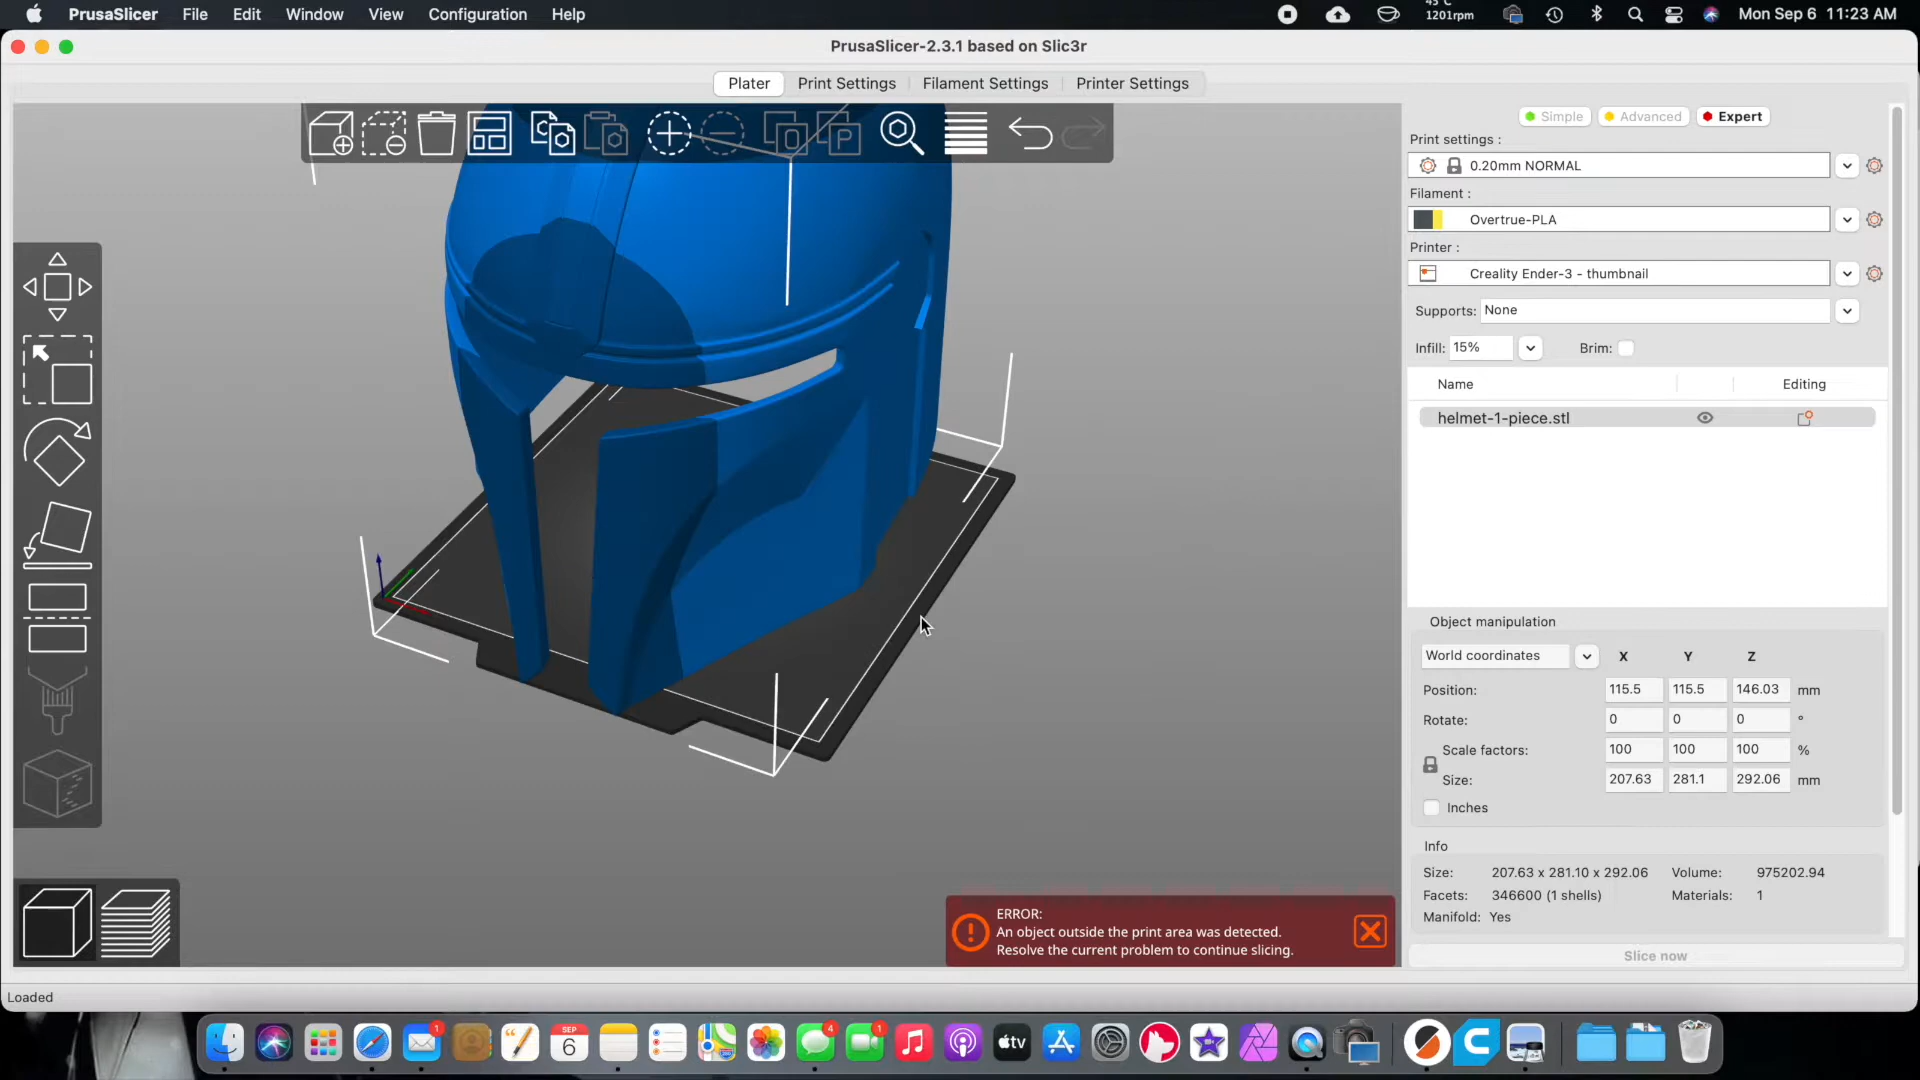 PrusaSlicer File Edit Window View Configuration Help
1201rpm
Mon Sep 6 11:23 AM
PrusaSlicer-2.3.1 based on Slic3r
Plater Print Settings Filament Settings Printer Settings
Simple Advanced Expert
Print settings :
0.20mm NORMAL
Filament :
Overtrue-PLA
Printer :
Creality Ender-3 - thumbnail
Supports: None
Infill: 15% Brim:
Name Editing
helmet-1-piece.stl
Object manipulation
World coordinates X Y Z
Position: 115.5 115.5 146.03 mm
Rotate: 0 0 0 °
Scale factors: 100 100 100 %
Size: 207.63 281.1 292.06 mm
Inches
Info
Size: 207.63 x 281.10 x 292.06 Volume: 975202.94
Facets: 346600 (1 shells) Materials: 1
Manifold: Yes
Slice now
ERROR:
An object outside the print area was detected.
Resolve the current problem to continue slicing.
Loaded
1 SEP 6 4 1 tv